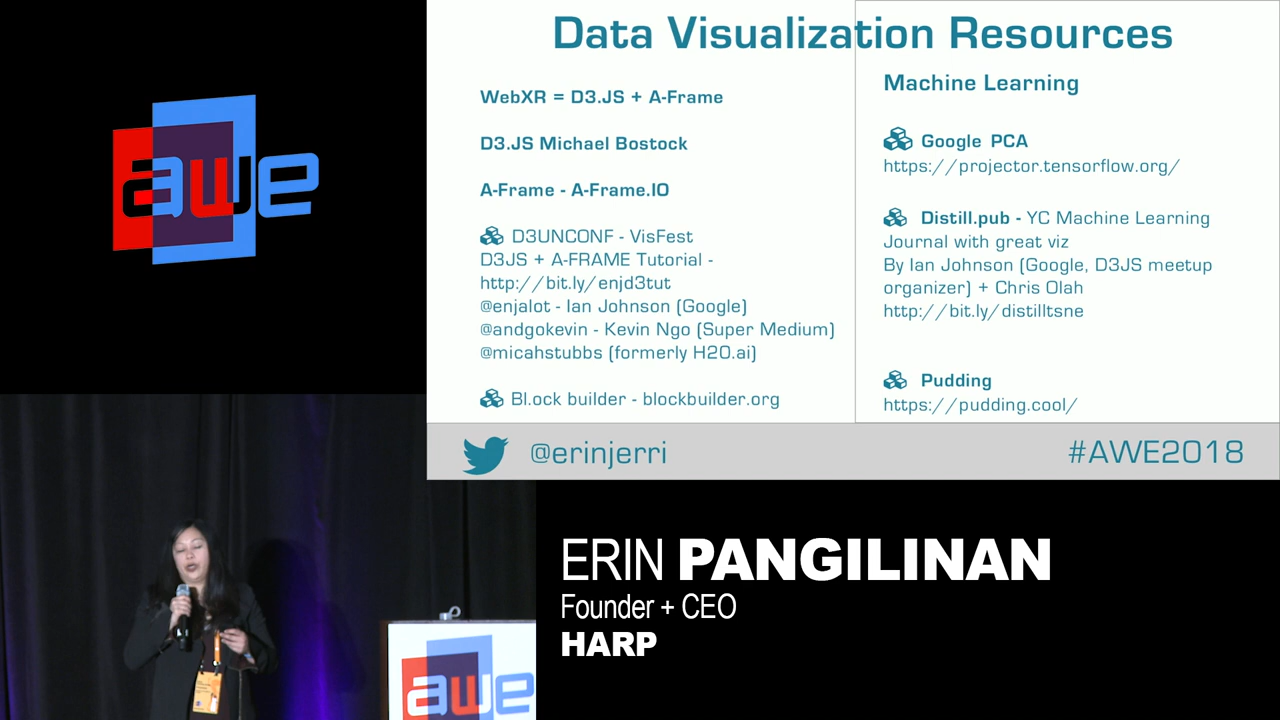 awe
Data Visualization Resources
WebXR = D3.JS + A-Frame
D3.JS Michael Bostock
A-Frame - A-Frame.IO
D3UNCONF - VisFest
D3JS + A-FRAME Tutorial -
http://bit.ly/enjd3tut
@enjalot - Ian Johnson (Google)
@andgokevin - Kevin Ngo (Super Medium)
@micahstubbs (formerly H20.ai)
Bl.ock builder - blockbuilder.org
Machine Learning
Google PCA
https://projector.tensorflow.org/
Distill.pub - YC Machine Learning
Journal with great viz
By Ian Johnson (Google, D3JS meetup
organizer) + Chris Olah
http://bit.ly/distilltsne
Pudding
https://pudding.cool/
@erinjerri
#AWE2018
ERIN PANGILINAN
Founder + CEO
HARP
awe